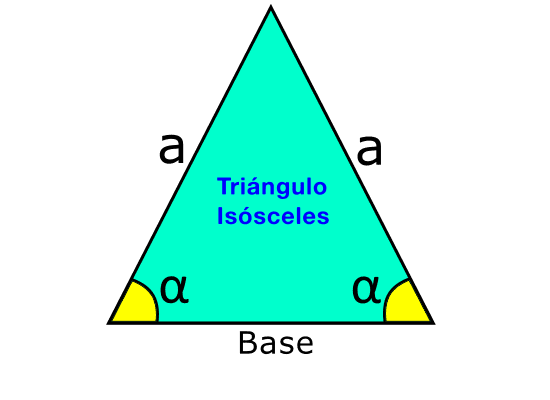 a a
Triángulo
Isósceles
α α
Base